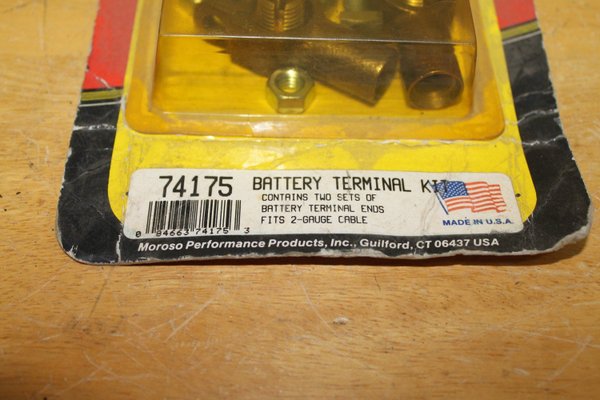 74175 BATTERY TERMINAL KIT
CONTAINS TWO SETS OF
BATTERY TERMINAL ENDS
FITS 2-GAUGE CABLE
MADE IN U.S.A.
0 84663 74175 3
Moroso Performance Products, Inc., Guilford, CT 06437 USA